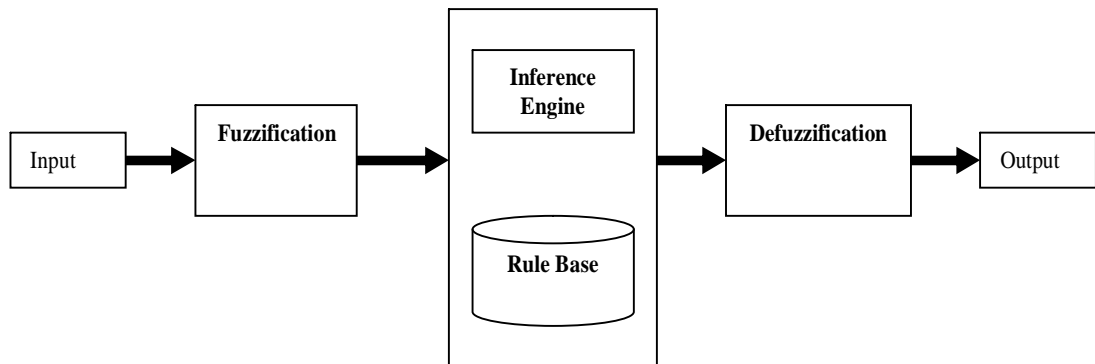 Input
Fuzzification
Inference
Engine
Rule Base
Defuzzification
Output